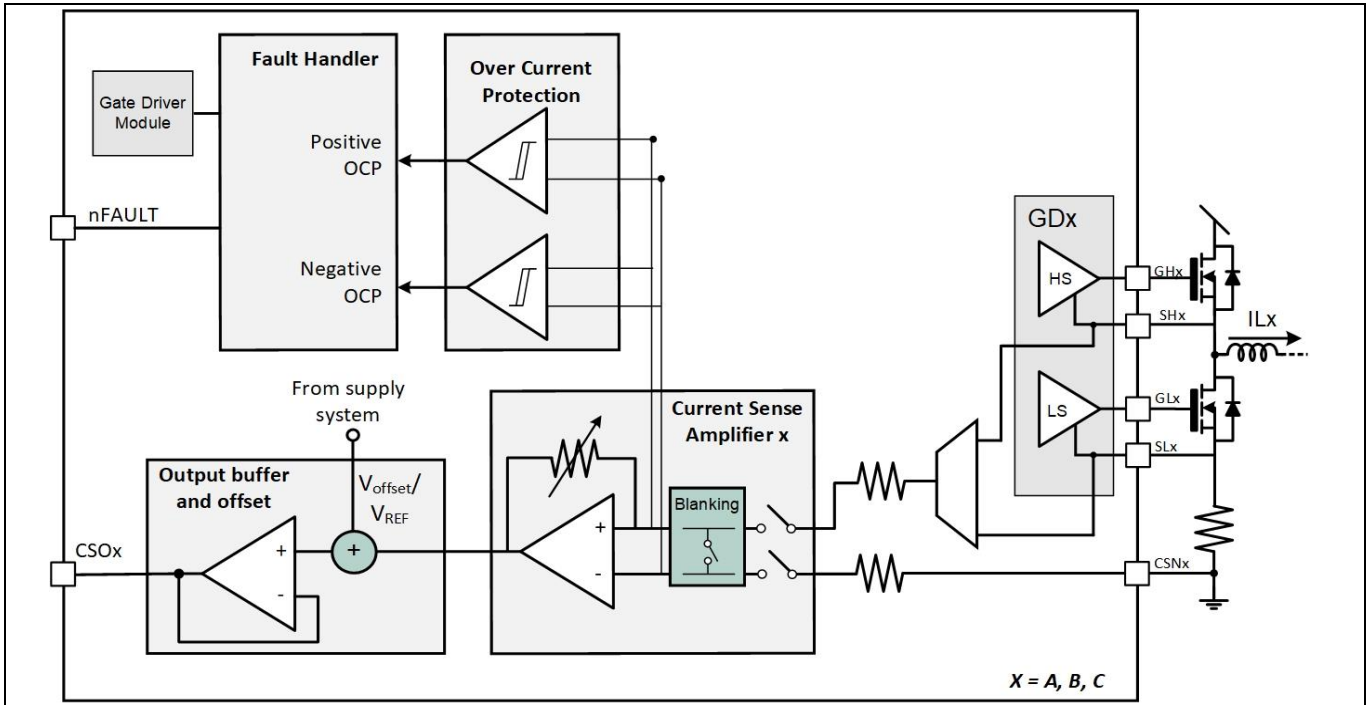 Fault Handler
Gate Driver
Module
Positive
OCP
nFAULT
Negative
OCP
Over Current
Protection
GDx
HS
GHx
SHx
ILx
LS
GLx
SLx
From supply
system
Output buffer
and offset
Voffset/
VREF
+
CSOx
+
-
Current Sense
Amplifier x
+
-
Blanking
CSNx
X = A, B, C